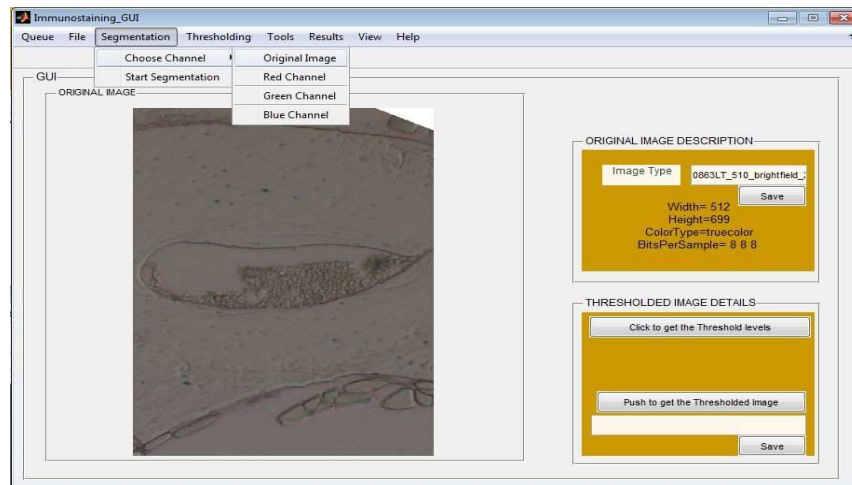 Immunostaining_GUI
Queue File Segmentation Thresholding Tools Results View Help
Choose Channel
Start Segmentation
Original Image
Red Channel
Green Channel
Blue Channel
GUI
ORIGINAL IMAGE
ORIGINAL IMAGE DESCRIPTION
Image Type
0863LT_510_brightfield_
Save
Width= 512
Height=699
ColorType=truecolor
BitsPerSample= 8 8 8
THRESHOLDED IMAGE DETAILS
Click to get the Threshold levels
Push to get the Thresholded Image
Save